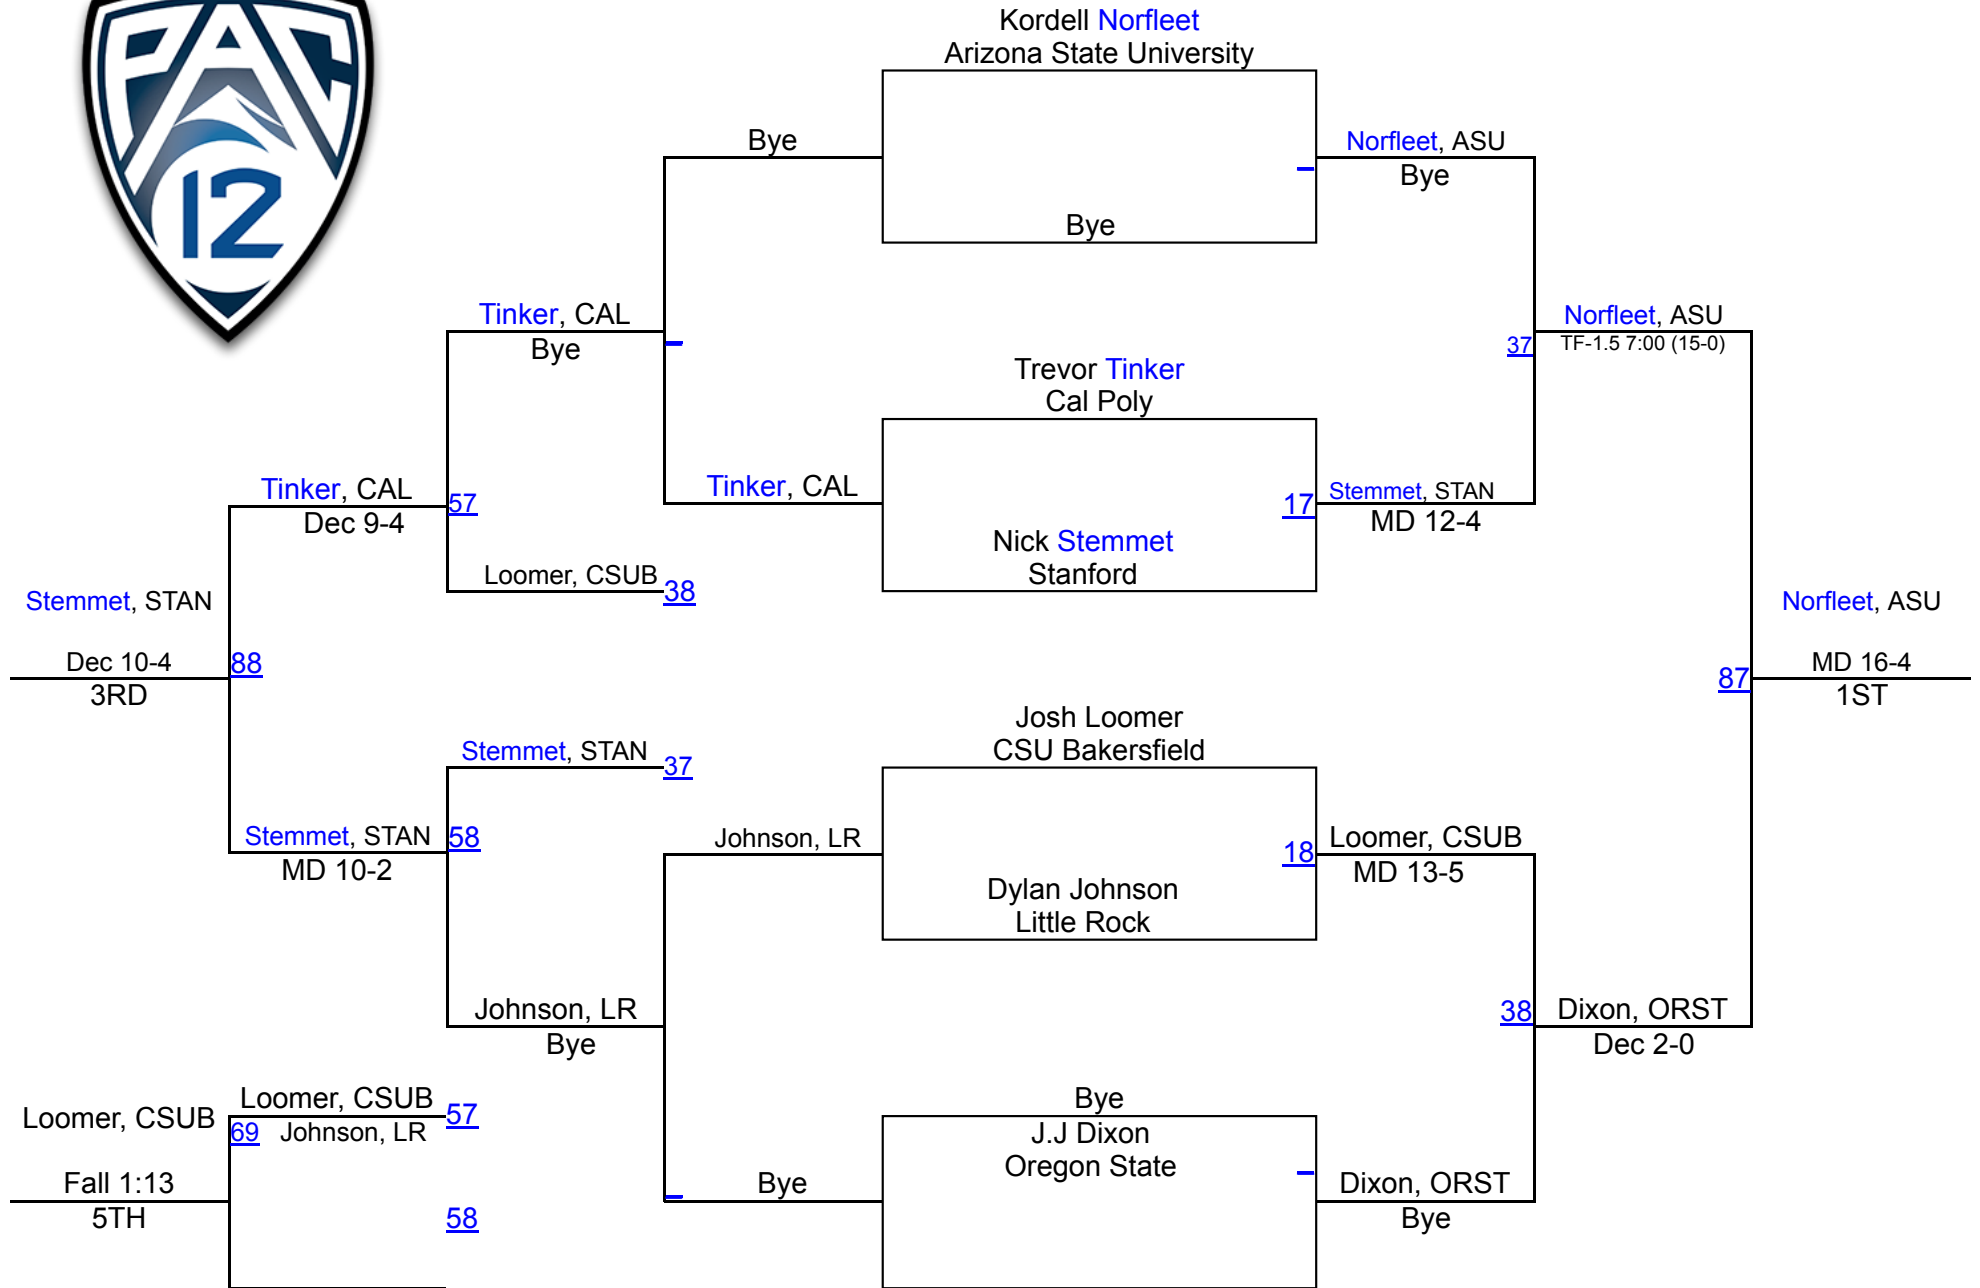 PAC
12
Kordell Norfleet
Arizona State University
Bye
Norfleet, ASU
Bye
Bye
Tinker, CAL
Bye
Norfleet, ASU
37
TF-1.5 7:00 (15-0)
Trevor Tinker
Cal Poly
Tinker, CAL
Dec 9-4
57
Tinker, CAL
17
Stemmet, STAN
MD 12-4
Nick Stemmet
Stanford
Loomer, CSUB
38
Stemmet, STAN
Dec 10-4
3RD
88
Norfleet, ASU
87
MD 16-4
1ST
Josh Loomer
CSU Bakersfield
Stemmet, STAN
37
Stemmet, STAN
58
MD 10-2
Johnson, LR
18
Loomer, CSUB
MD 13-5
Dylan Johnson
Little Rock
Johnson, LR
Bye
38
Dixon, ORST
Dec 2-0
Loomer, CSUB
Loomer, CSUB
57
69
Johnson, LR
Bye
J.J Dixon
Oregon State
Fall 1:13
5TH
58
Bye
Dixon, ORST
Bye